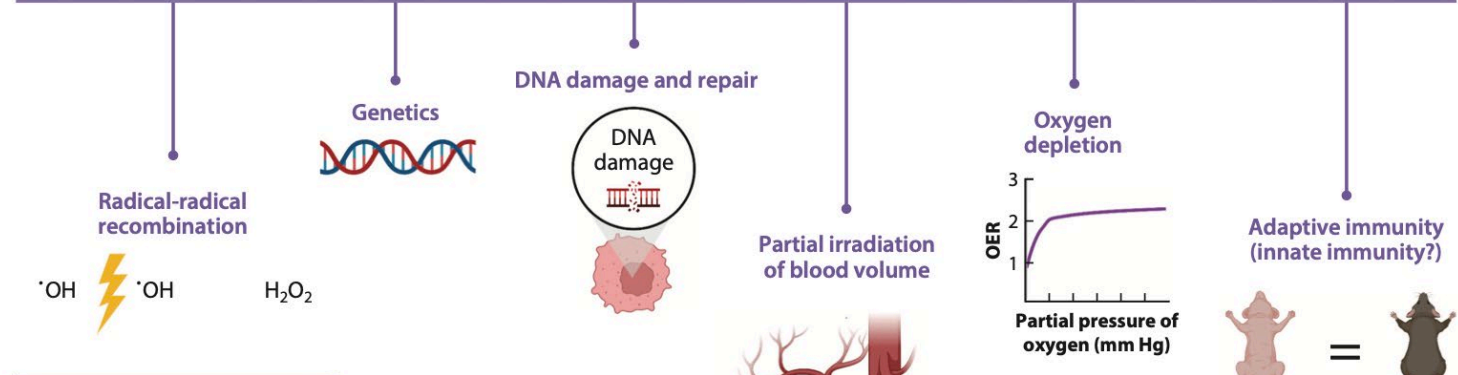 Radical-radical
recombination
˙OH
˙OH
H₂O₂
Genetics
DNA damage and repair
DNA
damage
Partial irradiation
of blood volume
Oxygen
depletion
3
2
1
OER
Partial pressure of
oxygen (mm Hg)
Adaptive immunity
(innate immunity?)
=